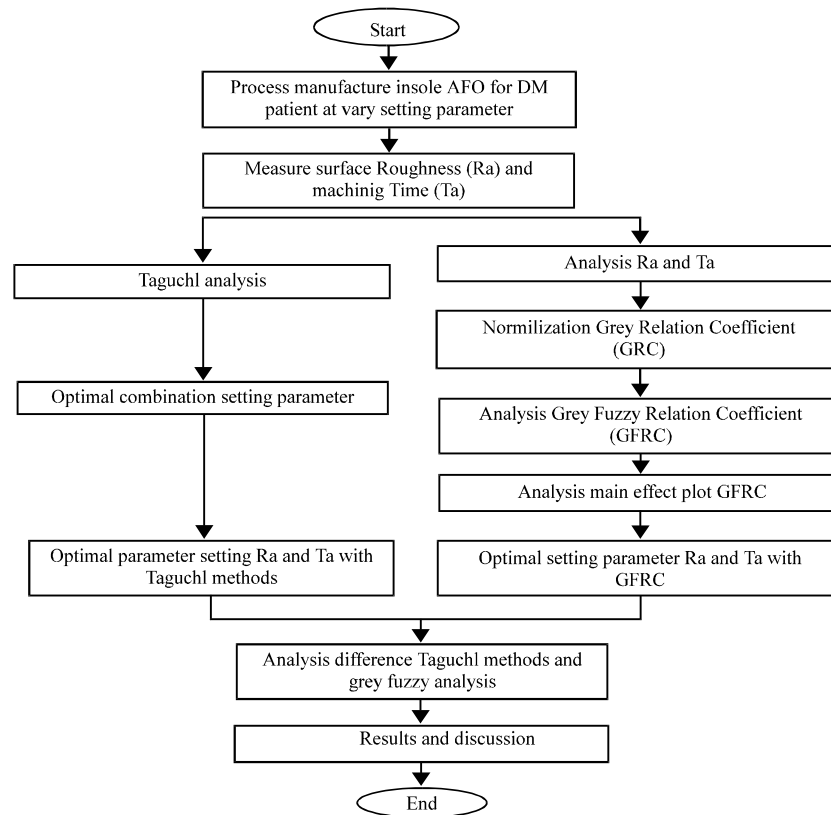 Start
Process manufacture insole AFO for DM
patient at vary setting parameter
Measure surface Roughness (Ra) and
machinig Time (Ta)
Taguchl analysis
Optimal combination setting parameter
Optimal parameter setting Ra and Ta with
Taguchl methods
Analysis Ra and Ta
Normilization Grey Relation Coefficient
(GRC)
Analysis Grey Fuzzy Relation Coefficient
(GFRC)
Analysis main effect plot GFRC
Optimal setting parameter Ra and Ta with
GFRC
Analysis difference Taguchl methods and
grey fuzzy analysis
Results and discussion
End